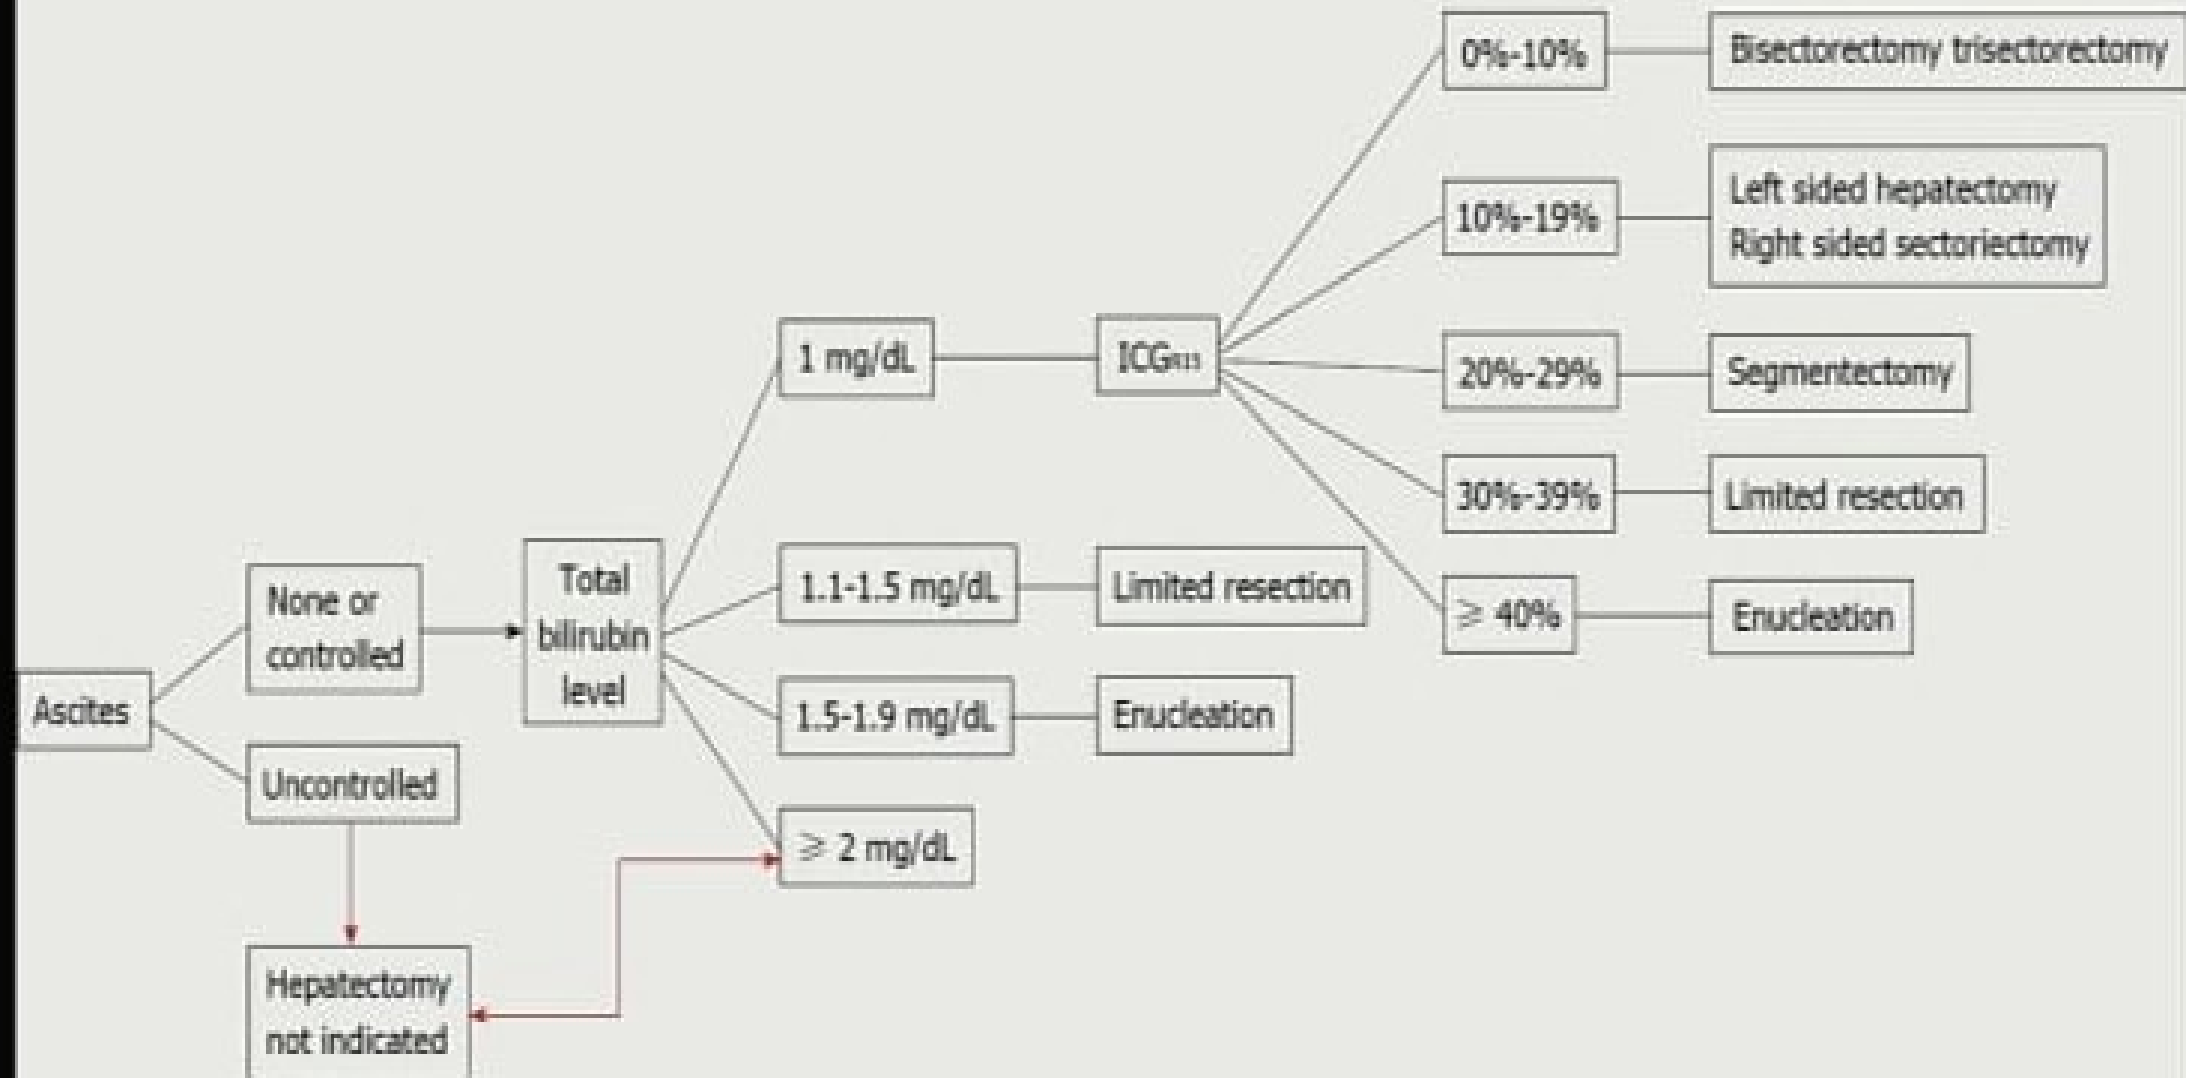 Ascites
None or
controlled
Uncontrolled
Hepatectomy
not indicated
Total
bilirubin
level
1 mg/dL
1.1-1.5 mg/dL
1.5-1.9 mg/dL
≥ 2 mg/dL
ICGR15
Limited resection
Enucleation
0%-10%
Bisectorectomy trisectorectomy
10%-19%
Left sided hepatectomy
Right sided sectoriectomy
20%-29%
Segmentectomy
30%-39%
Limited resection
≥ 40%
Enucleation